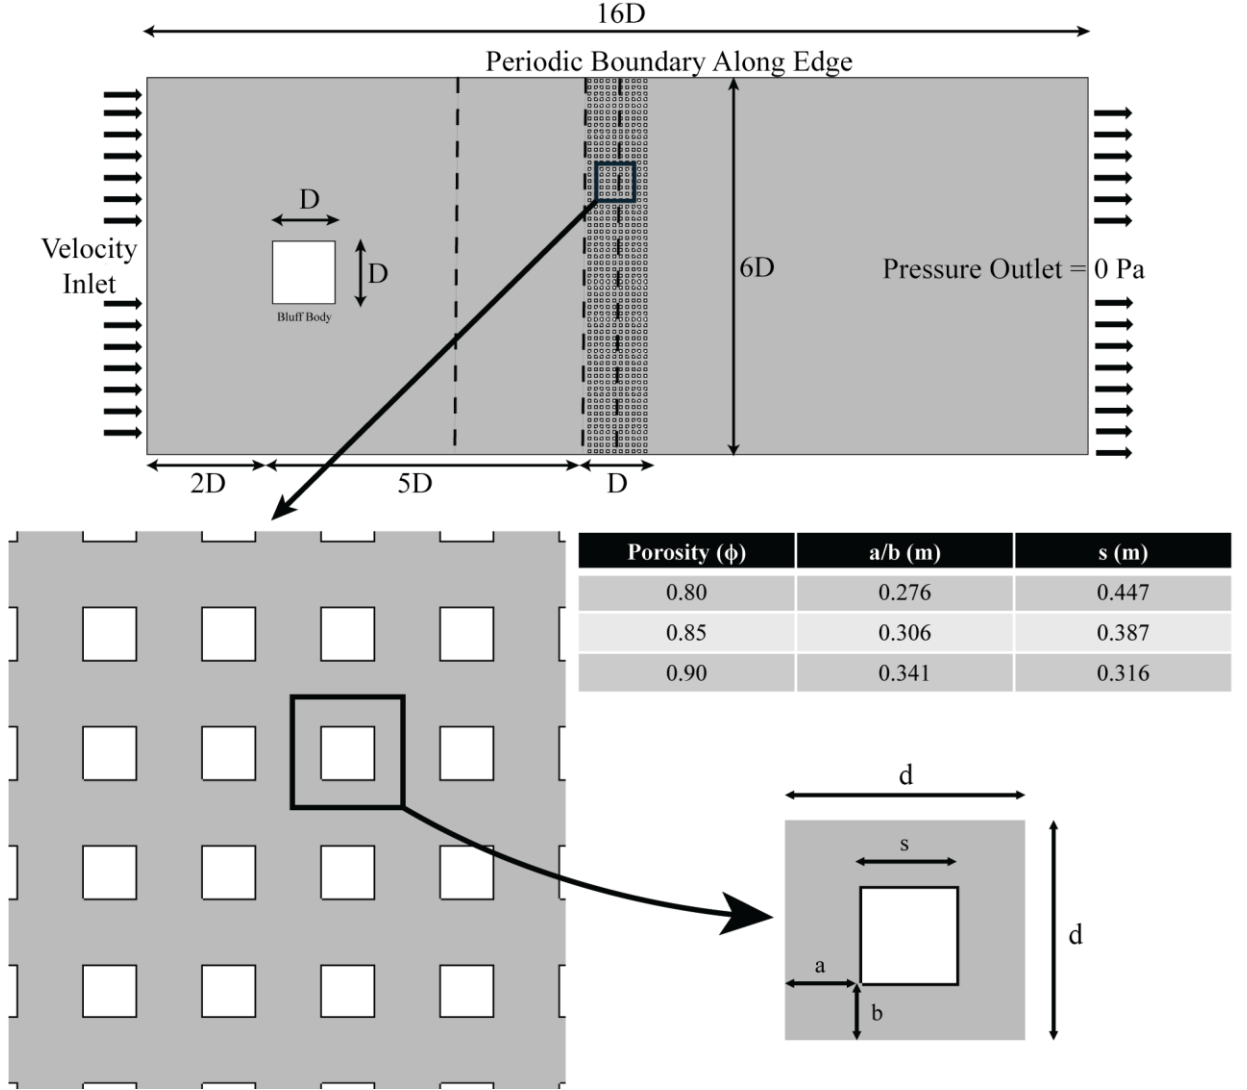 16D
Periodic Boundary Along Edge
D
D
Velocity
Inlet
Bluff Body
6D
Pressure Outlet = 0 Pa
2D
5D
D
Porosity (ϕ) a/b (m) s (m)
0.80 0.276 0.447
0.85 0.306 0.387
0.90 0.341 0.316
d
s
d
a
b